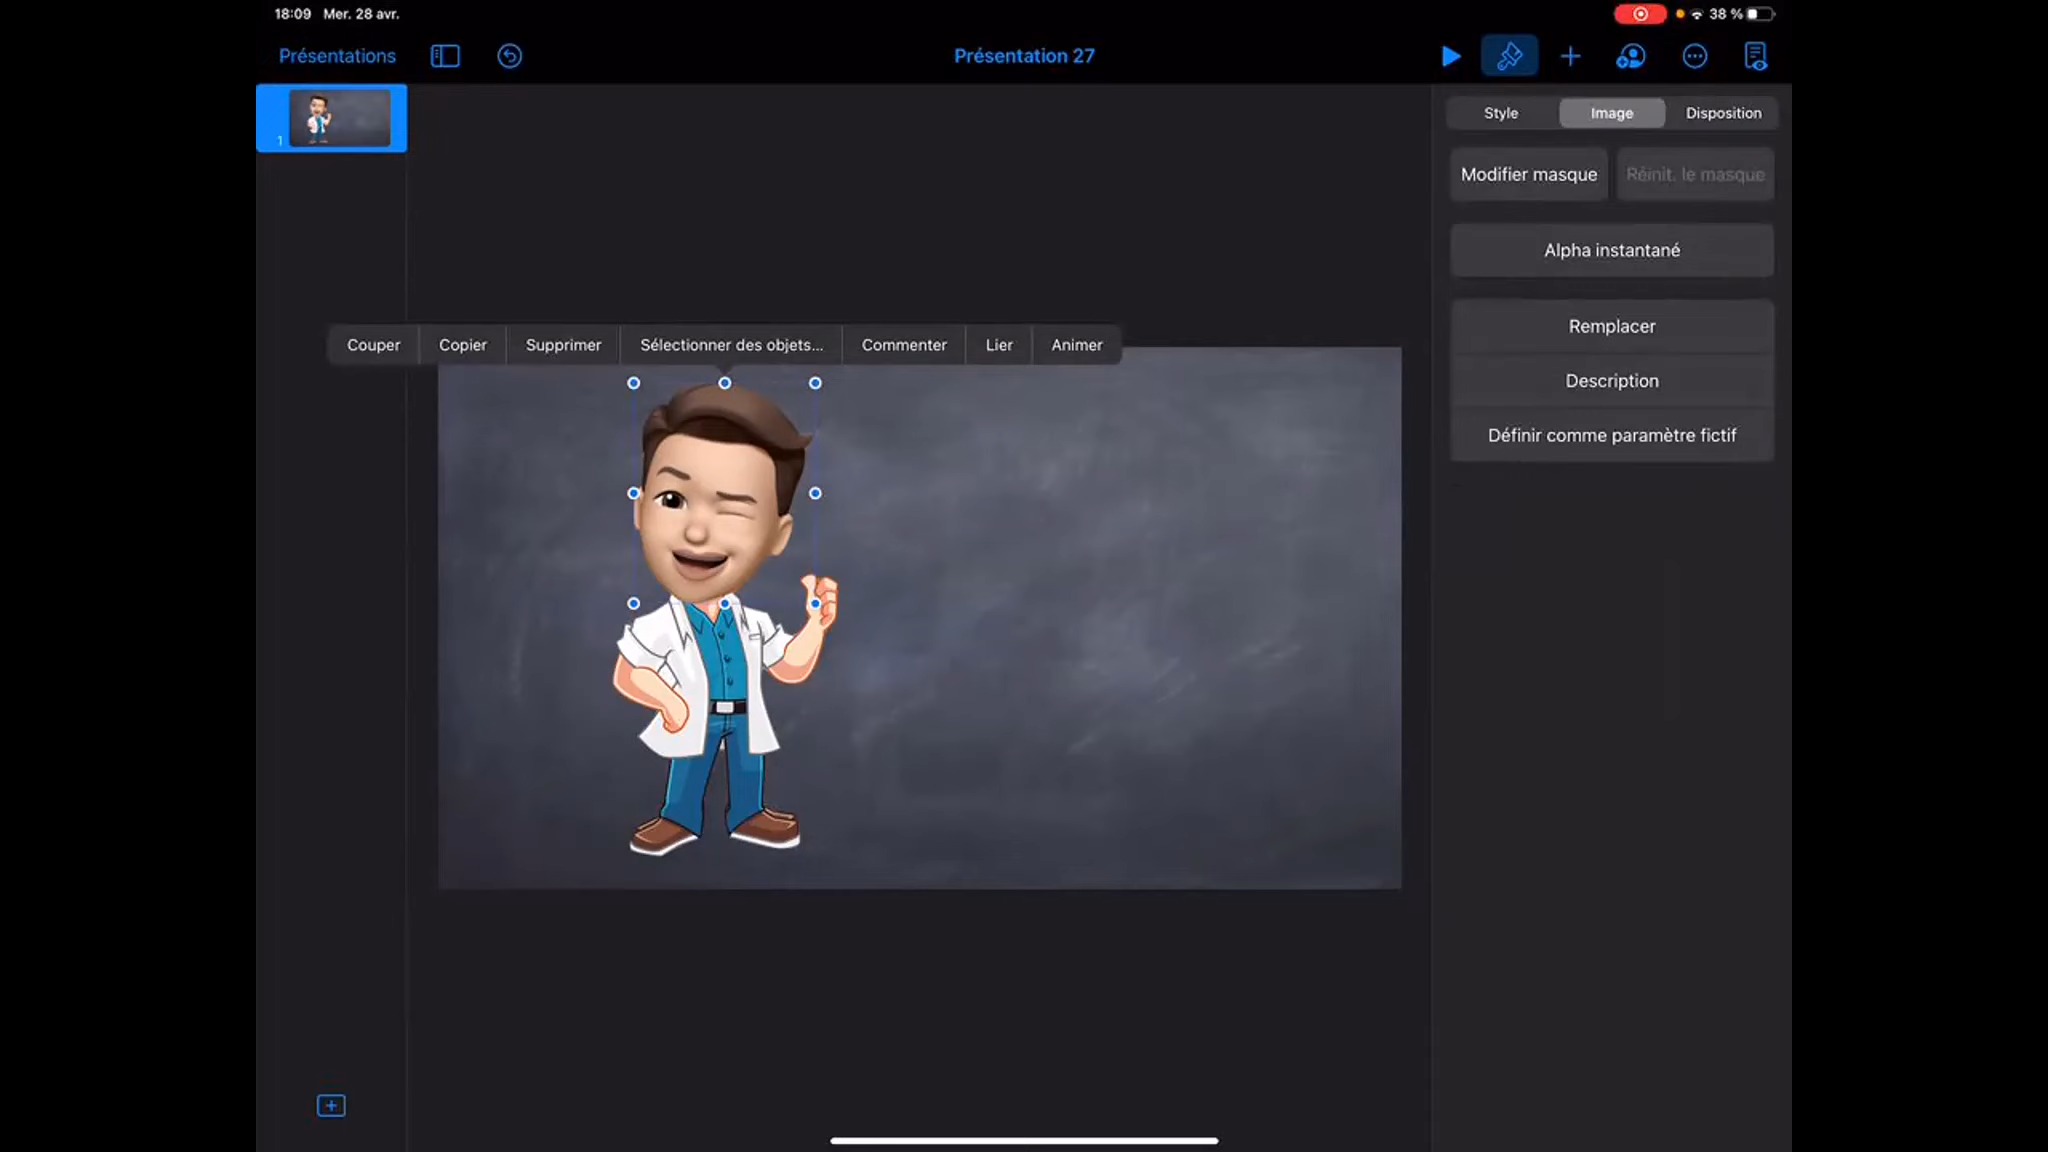 18:09 Mer. 28 avr.
38 %
Présentations
Présentation 27
1
Style
Image
Disposition
Modifier masque
Réinit. le masque
Alpha instantané
Remplacer
Description
Définir comme paramètre fictif
Couper
Copier
Supprimer
Sélectionner des objets...
Commenter
Lier
Animer